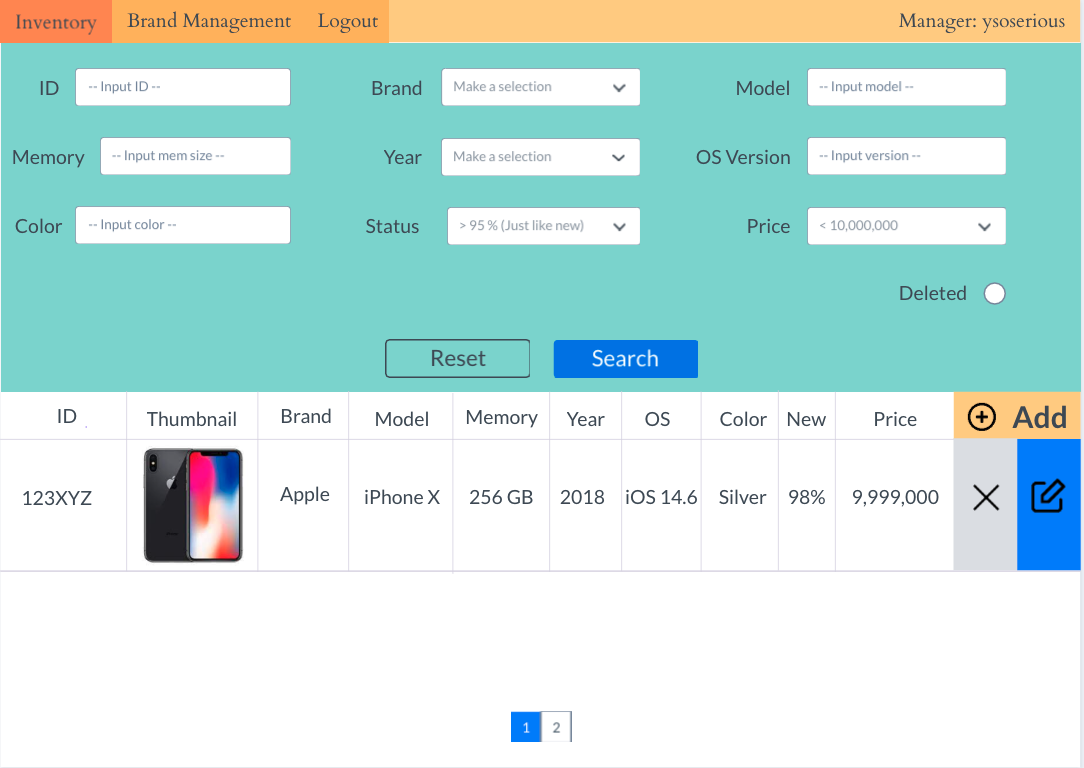 Inventory Brand Management Logout Manager: ysoserious
ID -- Input ID -- Brand Make a selection Model -- Input model --
Memory -- Input mem size -- Year Make a selection OS Version -- Input version --
Color -- Input color -- Status > 95 % (Just like new) Price < 10,000,000
Deleted
Reset Search
ID Thumbnail Brand Model Memory Year OS Color New Price Add
123XYZ Apple iPhone X 256 GB 2018 iOS 14.6 Silver 98% 9,999,000
1 2